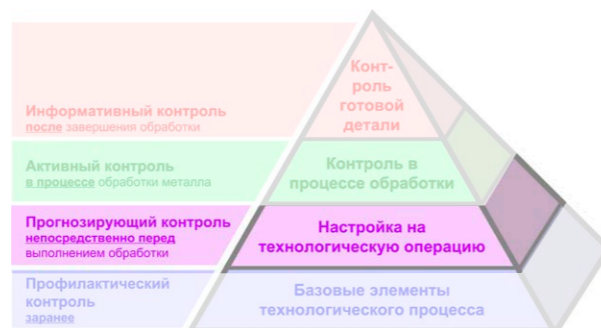 Конт-
роль
готовой
детали
Информативный контроль
после завершения обработки
Активный контроль
в процессе обработки металла
Контроль в
процессе обработки
Прогнозирующий контроль
непосредственно перед
выполнением обработки
Настройка на
технологическую операцию
Профилактический
контроль
заранее
Базовые элементы
технологического процесса